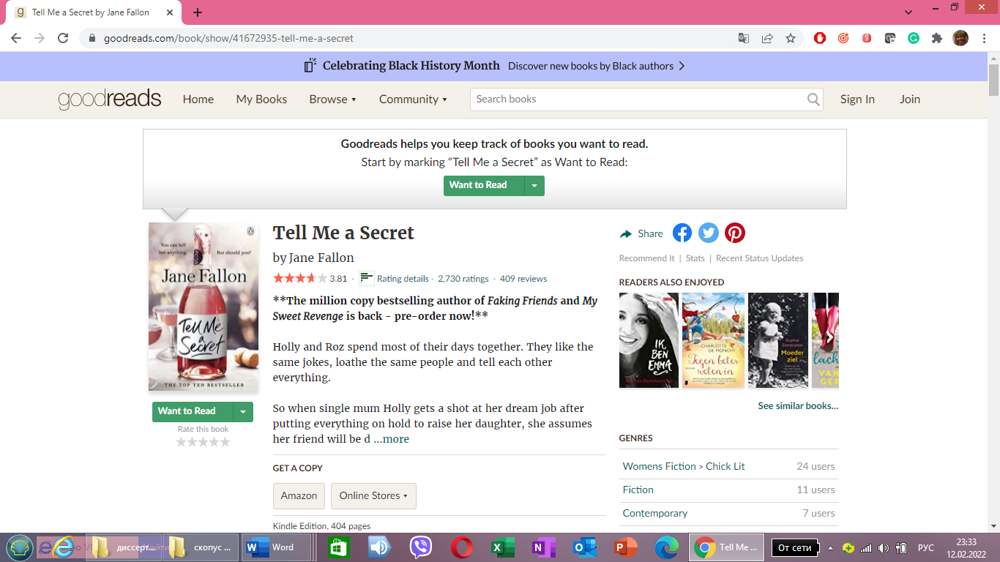 Tell Me a Secret by Jane Fallon
goodreads.com/book/show/41672935-tell-me-a-secret
Celebrating Black History Month Discover new books by Black authors
goodreads Home My Books Browse Community Search books Sign In Join
Goodreads helps you keep track of books you want to read.
Start by marking “Tell Me a Secret” as Want to Read:
Want to Read
You can tell
her anything. But should you?
Jane Fallon
Tell Me
a
Secret
THE TOP TEN BESTSELLER
Want to Read
Rate this book
Tell Me a Secret
by Jane Fallon
3.81 · Rating details · 2,730 ratings · 409 reviews
**The million copy bestselling author of Faking Friends and My
Sweet Revenge is back - pre-order now!**
Holly and Roz spend most of their days together. They like the
same jokes, loathe the same people and tell each other
everything.
So when single mum Holly gets a shot at her dream job after
putting everything on hold to raise her daughter, she assumes
her friend will be d ...more
GET A COPY
Amazon Online Stores
Kindle Edition, 404 pages
Share
Recommend It | Stats | Recent Status Updates
READERS ALSO ENJOYED
IK
BEN
EMMA
CHARLOTTE
DE MONCHY
Tegen beter
weten in
Moeder
ziel
lach
VAN
GER
See similar books…
GENRES
Womens Fiction > Chick Lit 24 users
Fiction 11 users
Contemporary 7 users
диссерт... скопус ... Word Tell Me ... От сети РУС 23:33
12.02.2022